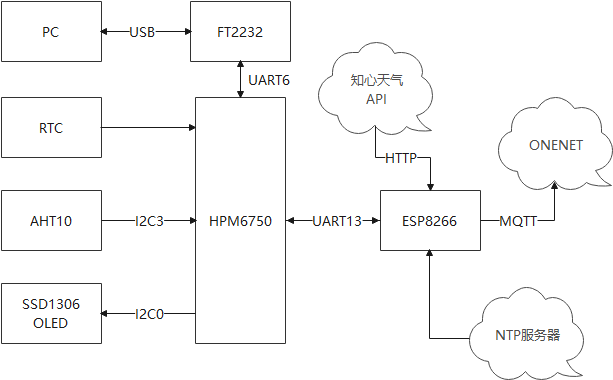 PC
USB
FT2232
UART6
知心天气
API
RTC
HTTP
ONENET
AHT10
I2C3
HPM6750
UART13
ESP8266
MQTT
SSD1306
OLED
I2C0
NTP服务器